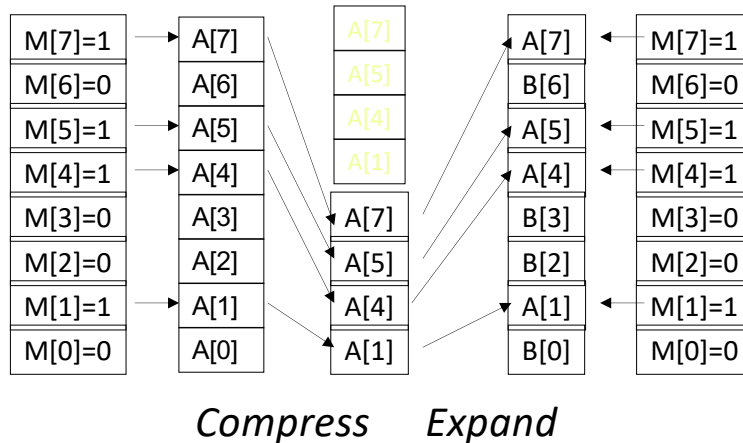 M[7]=1 A[7] A[7] A[7] M[7]=1
M[6]=0 A[6] A[5] B[6] M[6]=0
M[5]=1 A[5] A[4] A[5] M[5]=1
M[4]=1 A[4] A[1] A[4] M[4]=1
M[3]=0 A[3] A[7] B[3] M[3]=0
M[2]=0 A[2] A[5] B[2] M[2]=0
M[1]=1 A[1] A[4] A[1] M[1]=1
M[0]=0 A[0] A[1] B[0] M[0]=0
Compress Expand